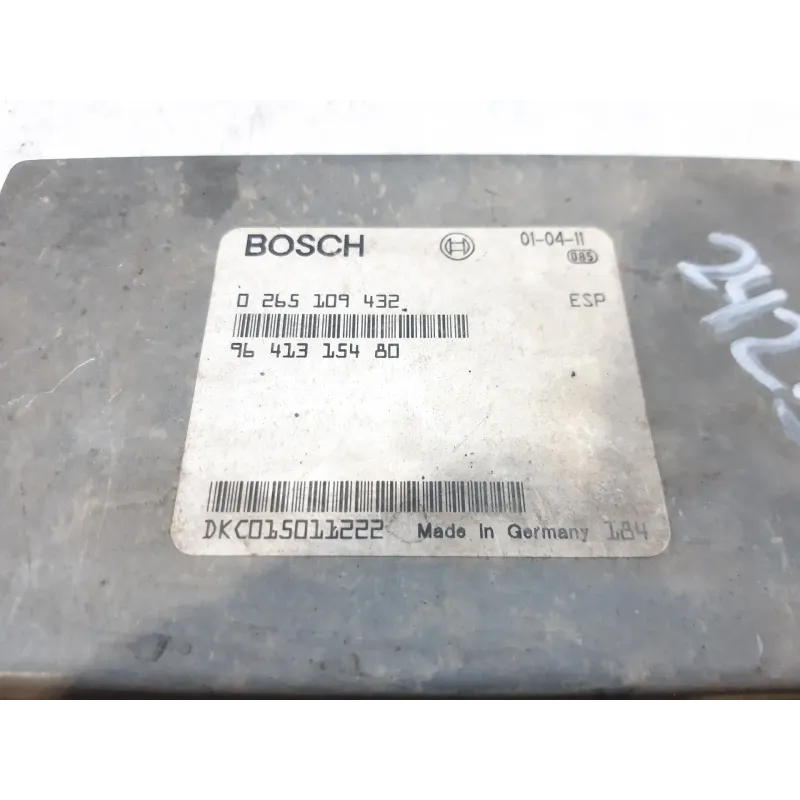 BOSCH
01-04-11
085
0 265 109 432
ESP
96 413 154 80
DKC015011222 Made in Germany 184